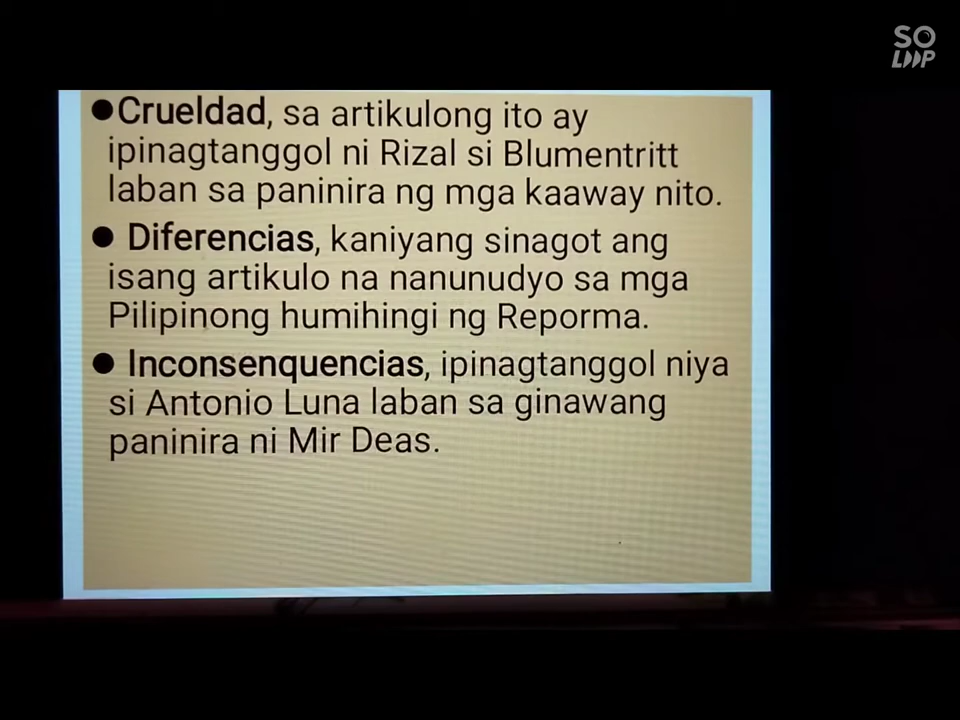 SO
LOOP
●Crueldad, sa artikulong ito ay
ipinagtanggol ni Rizal si Blumentritt
laban sa paninira ng mga kaaway nito.
● Diferencias, kaniyang sinagot ang
isang artikulo na nanunudyo sa mga
Pilipinong humihingi ng Reporma.
● Inconsenquencias, ipinagtanggol niya
si Antonio Luna laban sa ginawang
paninira ni Mir Deas.